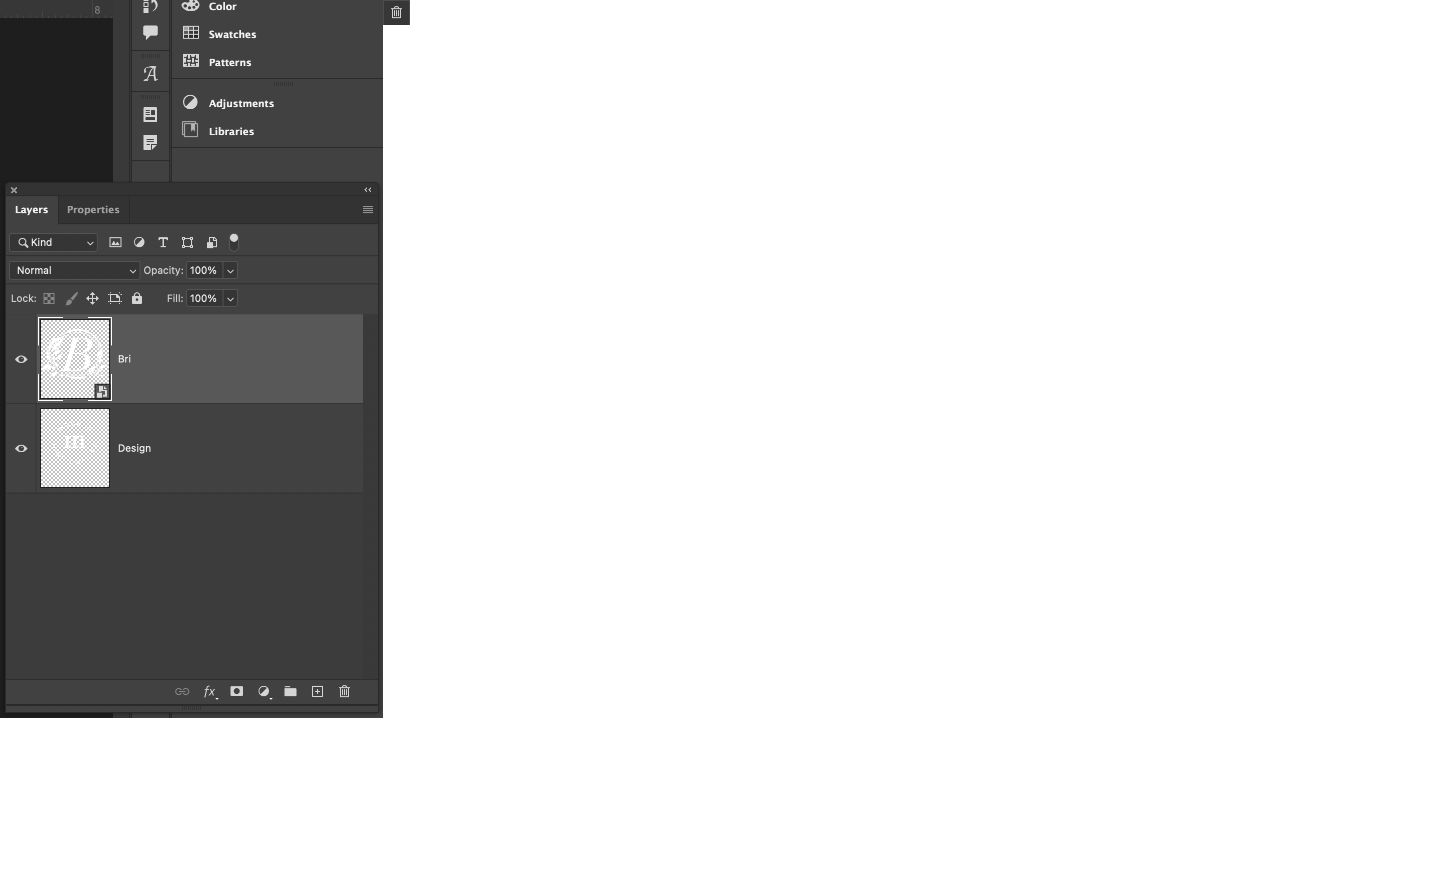 8
Color
Swatches
Patterns
A
Adjustments
Libraries
Layers Properties
Kind T
Normal Opacity: 100%
Lock: Fill: 100%
B
Bri
m
Design
fx